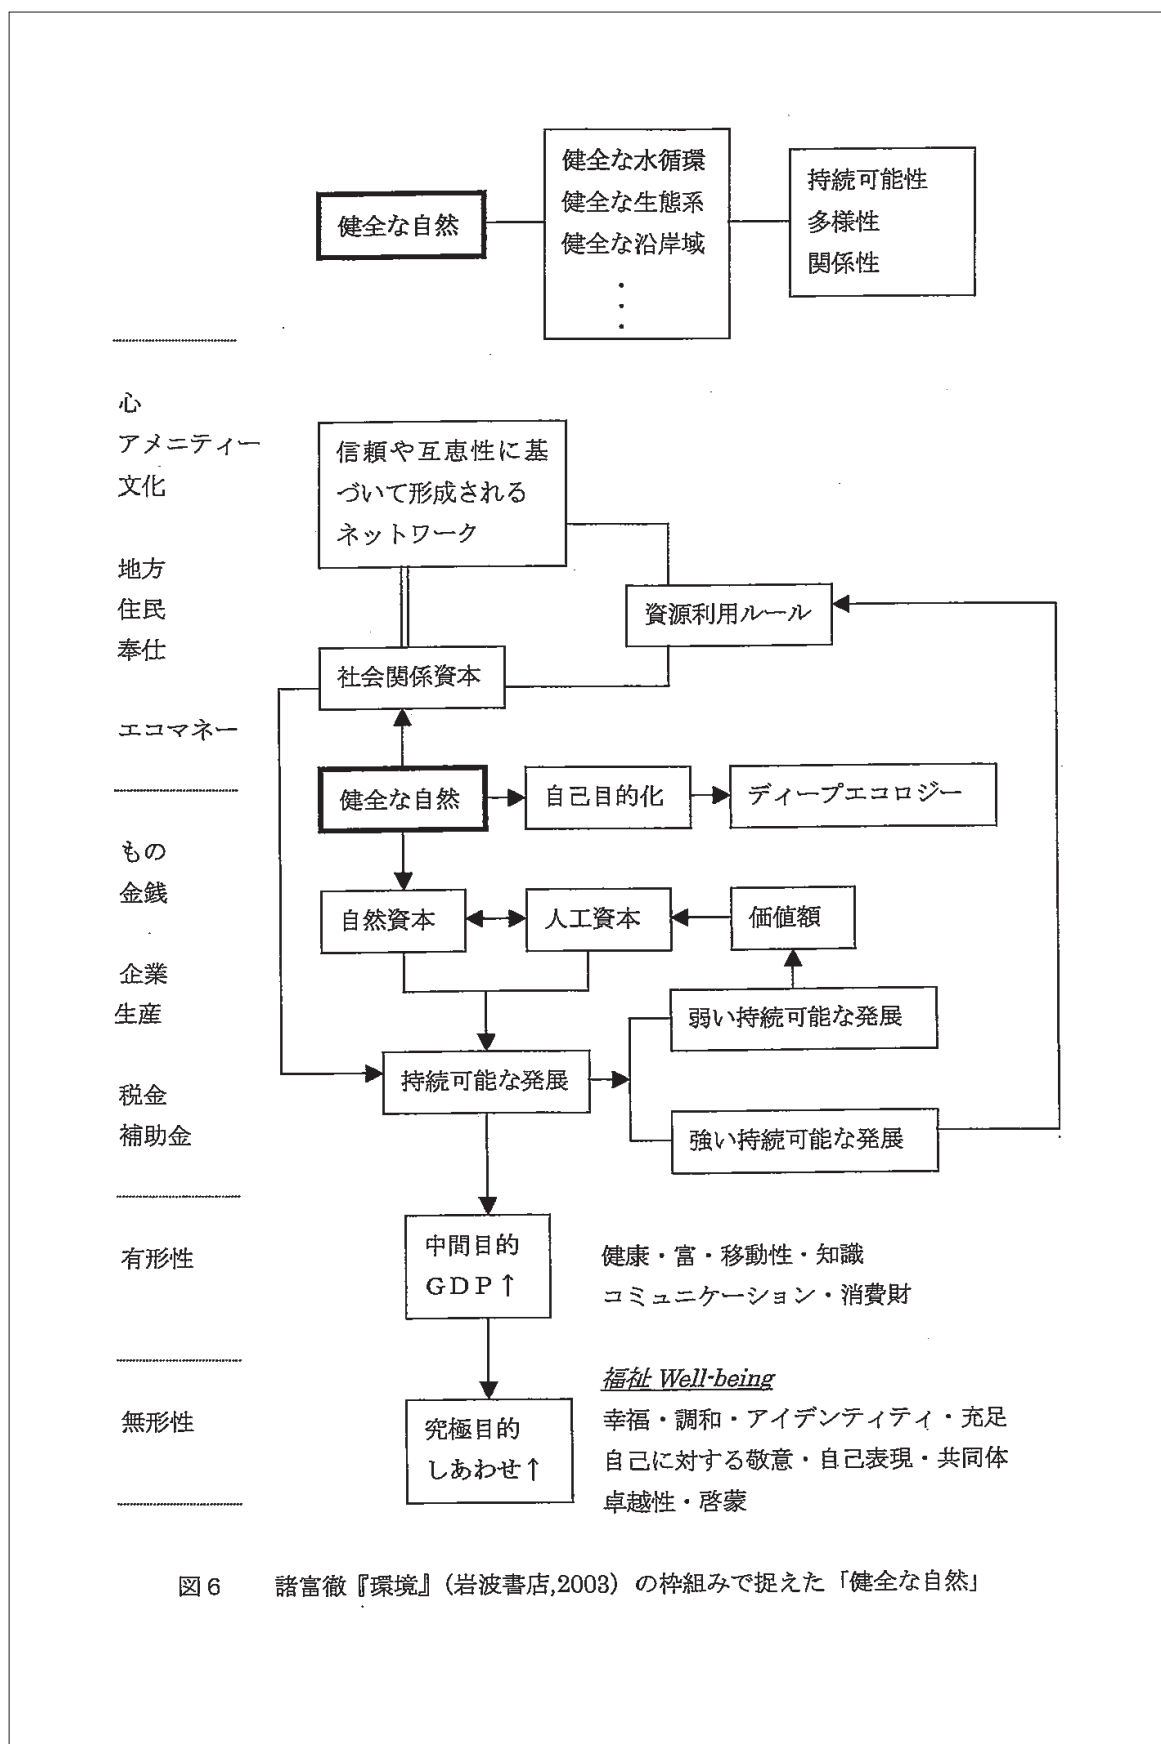 健全な自然
健全な水循環
健全な生態系
健全な沿岸域
・
・
・
持続可能性
多様性
関係性
心
アメニティー
文化
地方
住民
奉仕
エコマネー
信頼や互恵性に基
づいて形成される
ネットワーク
資源利用ルール
社会関係資本
健全な自然
自己目的化
ディープエコロジー
もの
金銭
企業
生産
税金
補助金
自然資本
人工資本
価値額
弱い持続可能な発展
持続可能な発展
強い持続可能な発展
有形性
中間目的
GDP↑
健康・富・移動性・知識
コミュニケーション・消費財
無形性
究極目的
しあわせ↑
福祉 Well-being
幸福・調和・アイデンティティ・充足
自己に対する敬意・自己表現・共同体
卓越性・啓蒙
図6 諸富徹『環境』(岩波書店,2003) の枠組みで捉えた「健全な自然」